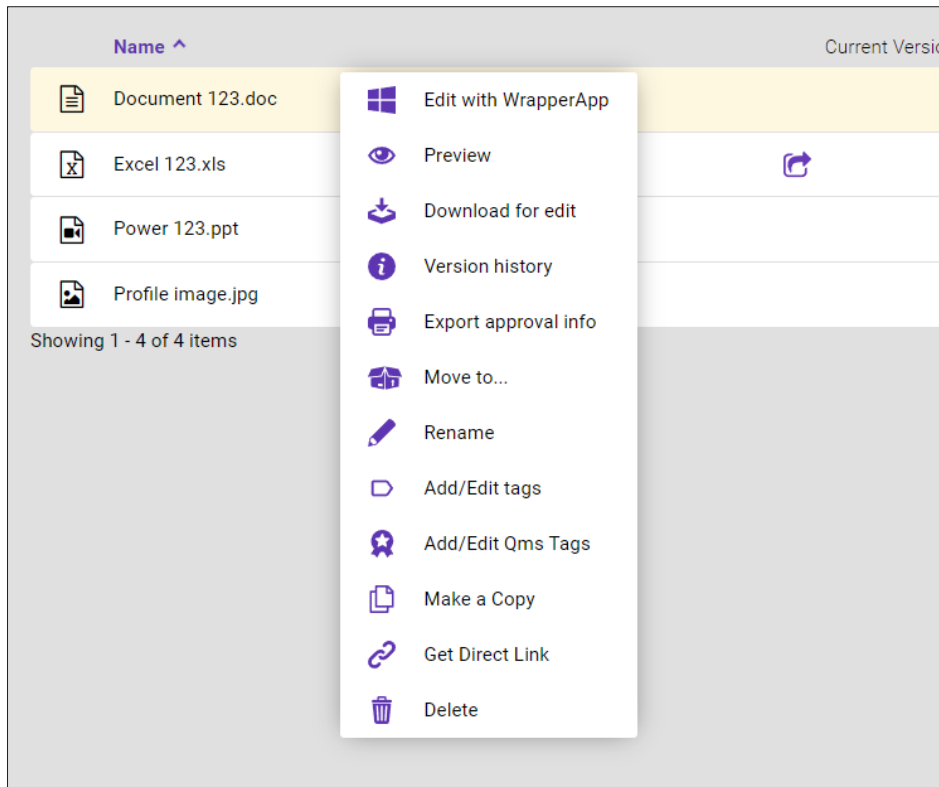 Name
Current Versio
Document 123.doc
Excel 123.xls
Power 123.ppt
Profile image.jpg
Showing 1 - 4 of 4 items
Edit with WrapperApp
Preview
Download for edit
Version history
Export approval info
Move to...
Rename
Add/Edit tags
Add/Edit Qms Tags
Make a Copy
Get Direct Link
Delete